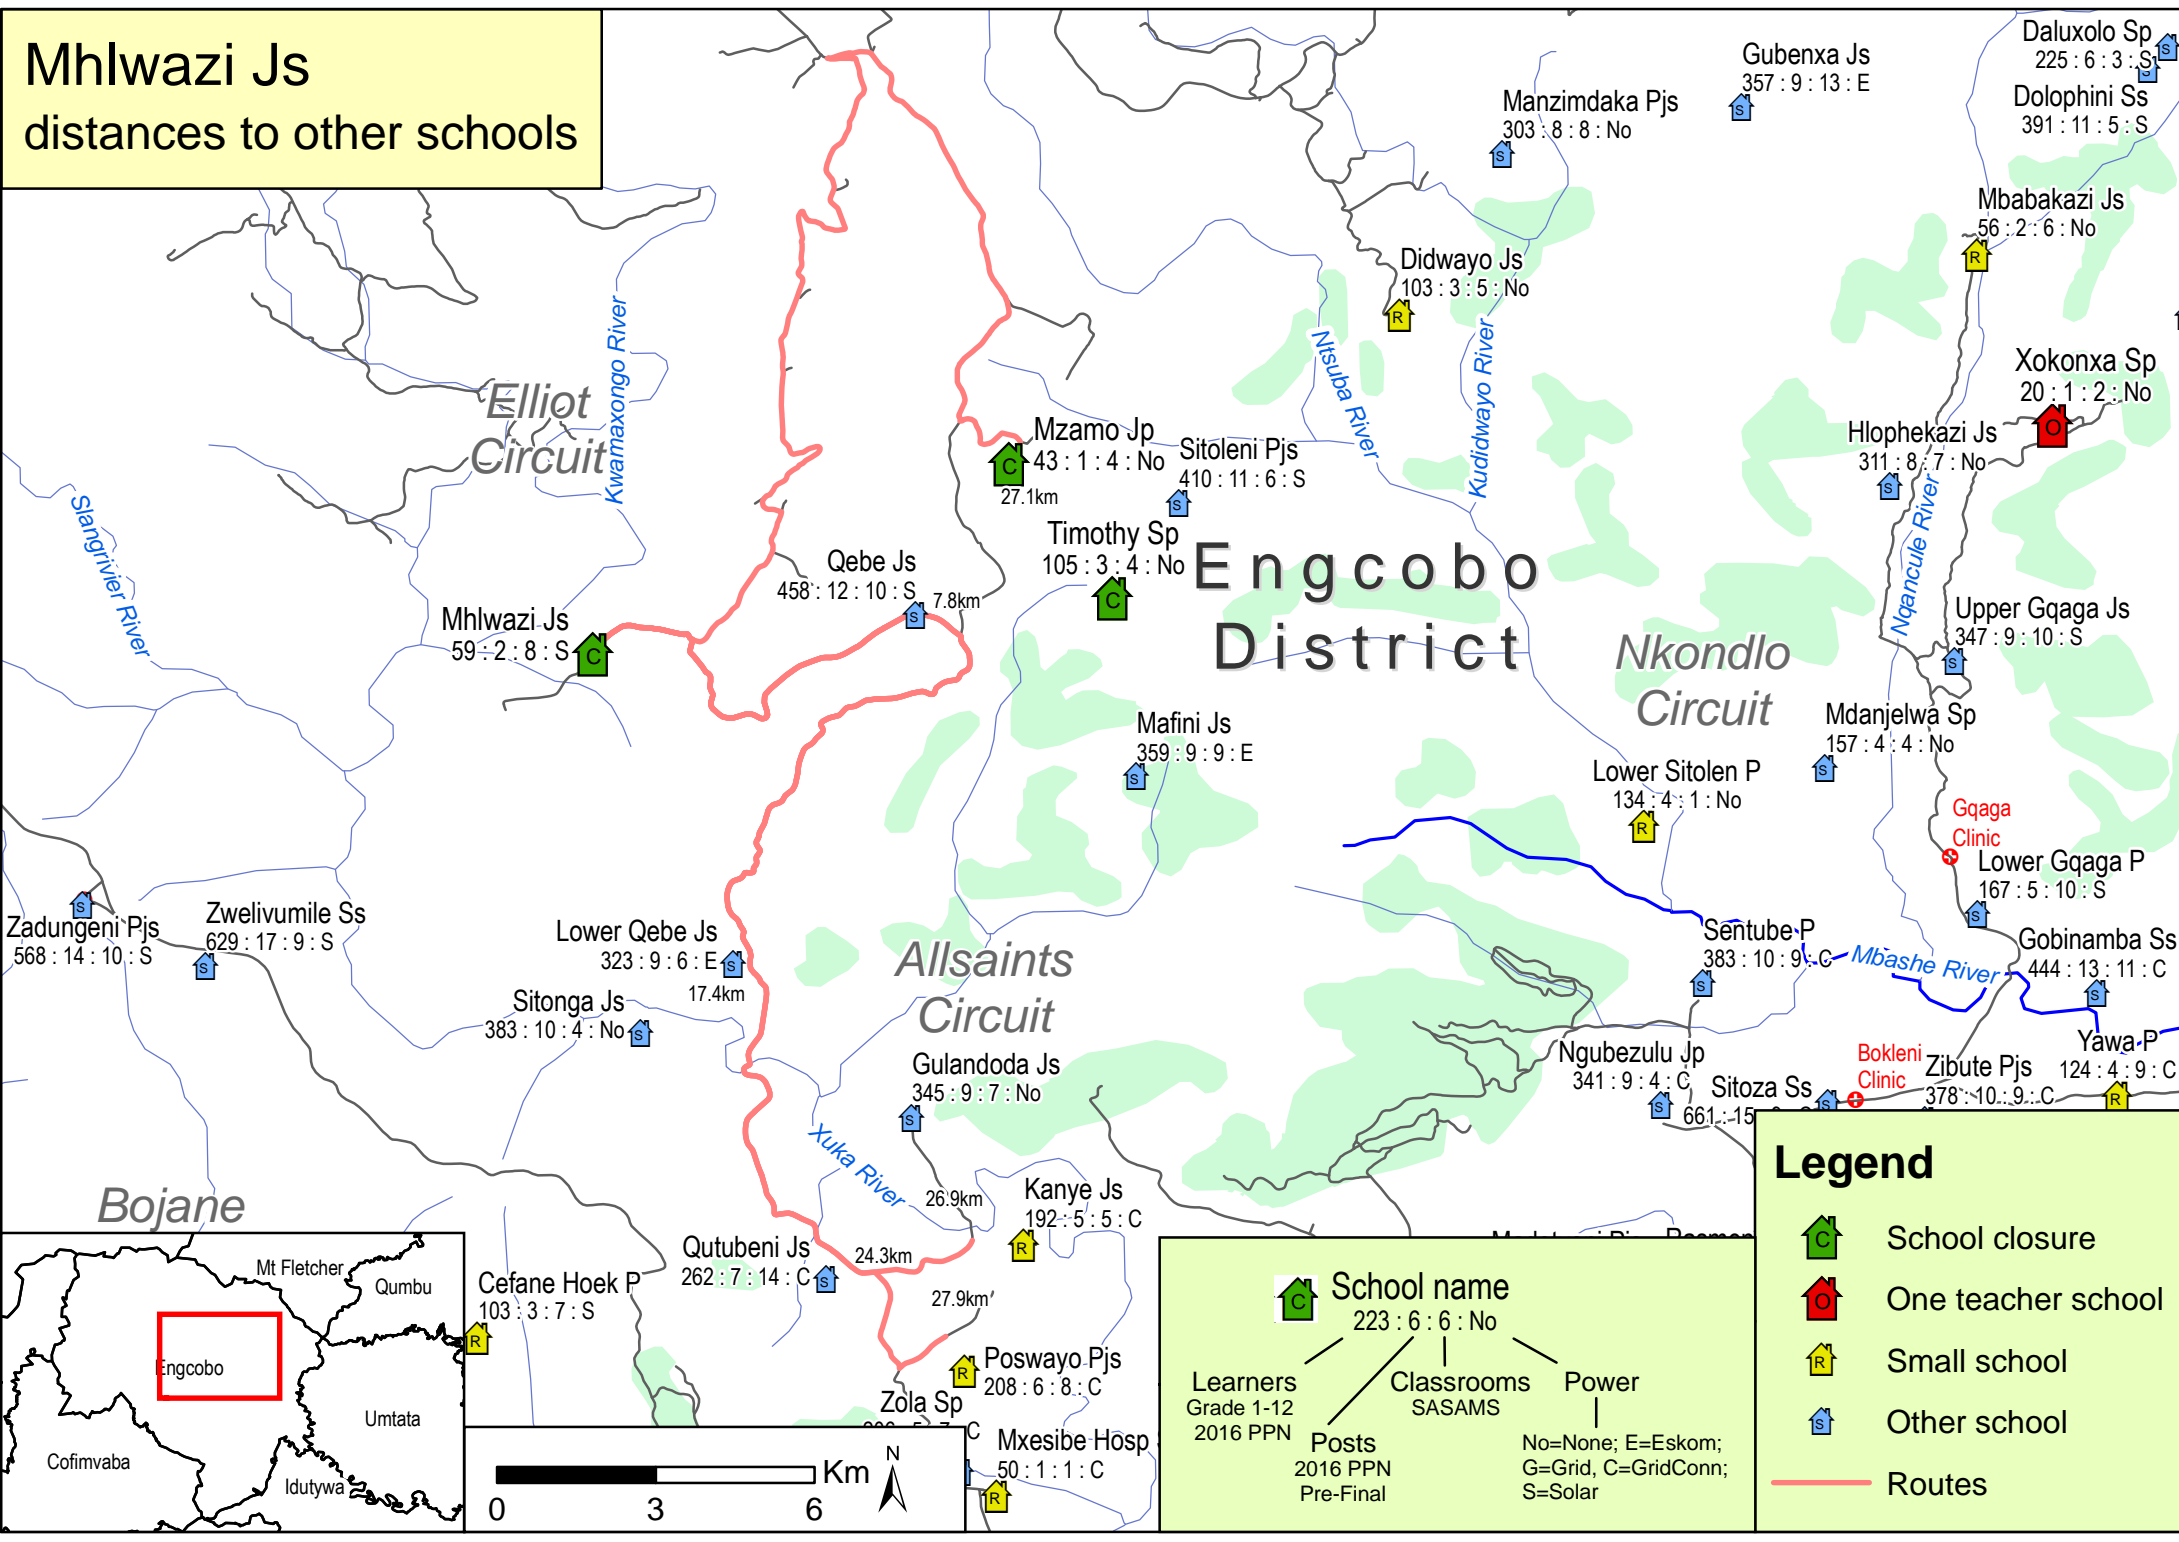 Mhlwazi Js
distances to other schools
Daluxolo Sp
225 : 6 : 3 : S
Gubenxa Js
357 : 9 : 13 : E
Manzimdaka Pjs
303 : 8 : 8 : No
Dolophini Ss
391 : 11 : 5 : S
Mbabakazi Js
56 : 2 : 6 : No
R
Didwayo Js
103 : 3 : 5 : No
R
Kwamaxongo River
Ntsuba River
Kudidwayo River
Xokonxa Sp
20 : 1 : 2 : No
O
Elliot
Circuit
Mzamo Jp
43 : 1 : 4 : No
C
27.1km
Sitoleni Pjs
410 : 11 : 6 : S
S
Hlophekazi Js
311 : 8 : 7 : No
S
Nqancule River
Slangrivier River
Timothy Sp
105 : 3 : 4 : No
C
Engcobo
District
Qebe Js
458 : 12 : 10 : S
S
7.8km
Mhlwazi Js
59 : 2 : 8 : S
C
Upper Gqaga Js
347 : 9 : 10 : S
S
Nkondlo
Circuit
Mdanjelwa Sp
157 : 4 : 4 : No
S
Mafini Js
359 : 9 : 9 : E
S
Lower Sitolen P
134 : 4 : 1 : No
R
Gqaga
Clinic
Lower Gqaga P
167 : 5 : 10 : S
S
Zadungeni Pjs
568 : 14 : 10 : S
S
Zwelivumile Ss
629 : 17 : 9 : S
S
Lower Qebe Js
323 : 9 : 6 : E
S
17.4km
Allsaints
Circuit
Sentube P
383 : 10 : 9 : C
S
Mbashe River
Gobinamba Ss
444 : 13 : 11 : C
S
Sitonga Js
383 : 10 : 4 : No
S
Gulandoda Js
345 : 9 : 7 : No
S
Ngubezulu Jp
341 : 9 : 4 : C
S
Sitoza Ss
661 : 15
Bokleni
Clinic
Zibute Pjs
378 : 10 : 9 : C
Yawa P
124 : 4 : 9 : C
R
Xuka River
26.9km
Kanye Js
192 : 5 : 5 : C
R
Bojane
Qutubeni Js
262 : 7 : 14 : C
S
24.3km
27.9km
Cefane Hoek P
103 : 3 : 7 : S
R
Poswayo Pjs
208 : 6 : 8 : C
R
Zola Sp
Mxesibe Hosp
50 : 1 : 1 : C
R
Mt Fletcher
Qumbu
Engcobo
Umtata
Cofimvaba
Idutywa
Km
0 3 6
N
C
School name
223 : 6 : 6 : No
Learners
Grade 1-12
2016 PPN
Posts
2016 PPN
Pre-Final
Classrooms
SASAMS
Power
No=None; E=Eskom;
G=Grid, C=GridConn;
S=Solar
Legend
C School closure
O One teacher school
R Small school
S Other school
Routes